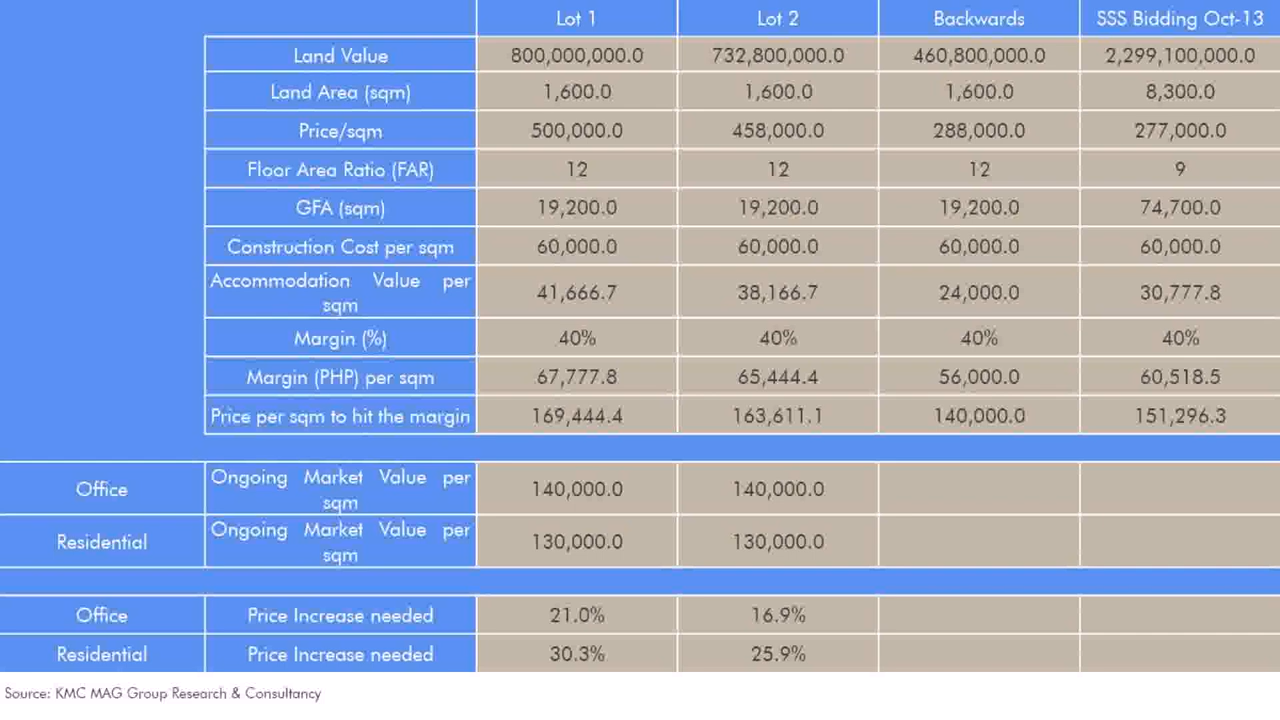 Lot 1 Lot 2 Backwards SSS Bidding Oct-13
Land Value 800,000,000.0 732,800,000.0 460,800,000.0 2,299,100,000.0
Land Area (sqm) 1,600.0 1,600.0 1,600.0 8,300.0
Price/sqm 500,000.0 458,000.0 288,000.0 277,000.0
Floor Area Ratio (FAR) 12 12 12 9
GFA (sqm) 19,200.0 19,200.0 19,200.0 74,700.0
Construction Cost per sqm 60,000.0 60,000.0 60,000.0 60,000.0
Accommodation Value per
sqm 41,666.7 38,166.7 24,000.0 30,777.8
Margin (%) 40% 40% 40% 40%
Margin (PHP) per sqm 67,777.8 65,444.4 56,000.0 60,518.5
Price per sqm to hit the margin 169,444.4 163,611.1 140,000.0 151,296.3
Office Ongoing Market Value per
sqm 140,000.0 140,000.0
Residential Ongoing Market Value per
sqm 130,000.0 130,000.0
Office Price Increase needed 21.0% 16.9%
Residential Price Increase needed 30.3% 25.9%
Source: KMC MAG Group Research & Consultancy